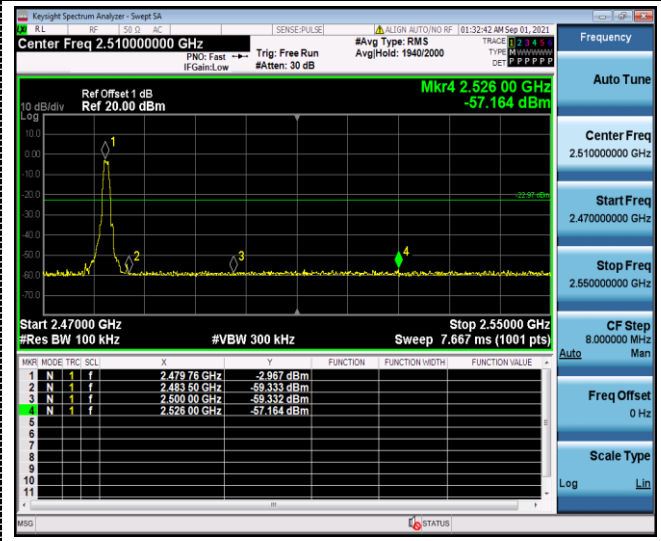 Keysight Spectrum Analyzer - Swept SA
RL RF 50 Ω AC SENSE:PULSE ALIGN AUTO/NO RF 01:32:42 AM Sep 01, 2021
Center Freq 2.510000000 GHz
PNO: Fast
IFGain:Low
Trig: Free Run
#Atten: 30 dB
#Avg Type: RMS
Avg|Hold: 1940/2000
TRACE 1 2 3 4 5 6
TYPE M WWWWW
DET P P P P P P
Ref Offset 1 dB
10 dB/div Ref 20.00 dBm
Log
Mkr4 2.526 00 GHz
-57.164 dBm
10.0
0.00
-10.0
-20.0
-30.0
-40.0
-50.0
-60.0
-70.0
1
2
3
4
-22.97 dBm
Start 2.47000 GHz Stop 2.55000 GHz
#Res BW 100 kHz #VBW 300 kHz Sweep 7.667 ms (1001 pts)
MKR MODE TRC SCL X Y FUNCTION FUNCTION WIDTH FUNCTION VALUE
1 N 1 f 2.479 76 GHz -2.967 dBm
2 N 1 f 2.483 50 GHz -59.333 dBm
3 N 1 f 2.500 00 GHz -59.332 dBm
4 N 1 f 2.526 00 GHz -57.164 dBm
5
6
7
8
9
10
11
MSG STATUS
Frequency
Auto Tune
Center Freq
2.510000000 GHz
Start Freq
2.470000000 GHz
Stop Freq
2.550000000 GHz
CF Step
8.000000 MHz
Auto Man
Freq Offset
0 Hz
Scale Type
Log Lin